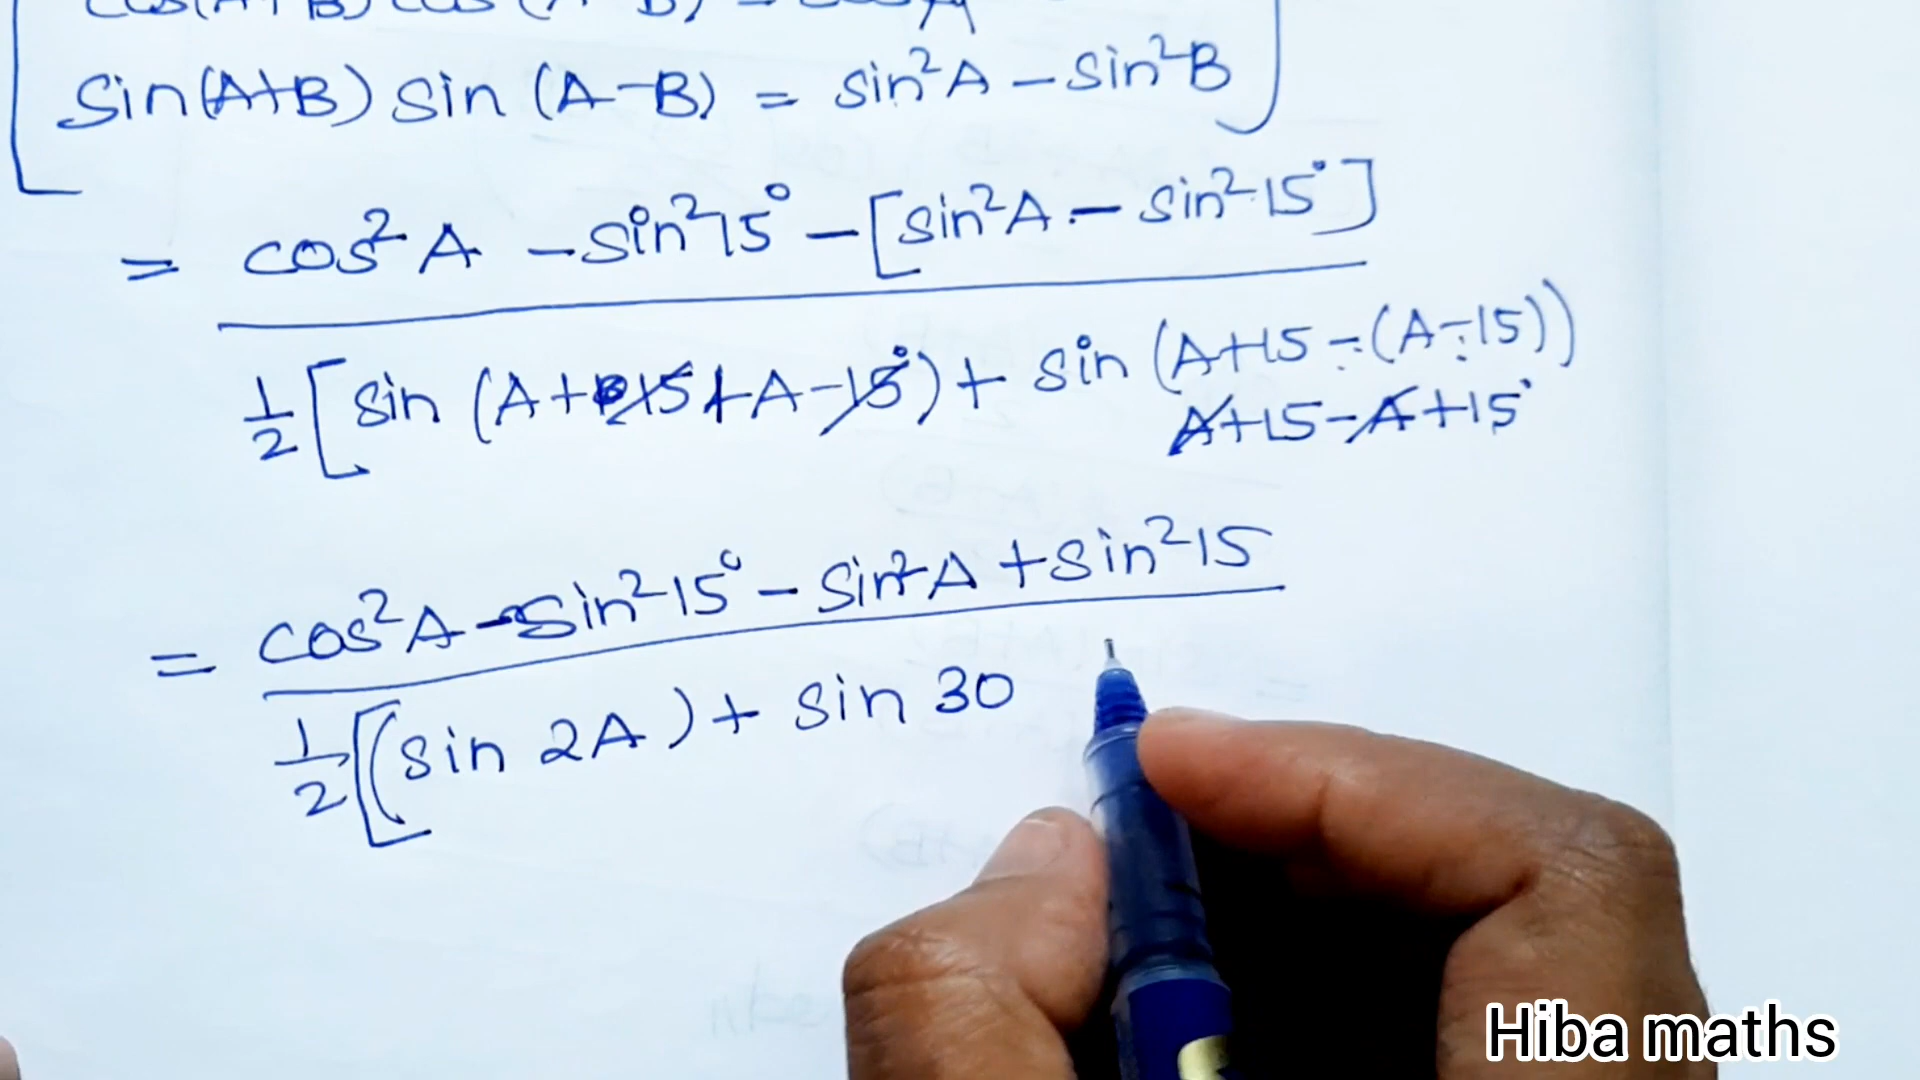 Sin(A+B) sin (A-B) = sin²A - sin²B
= cos²A - sin²15° - [sin²A - sin²15°]
1/2 [sin (A+15+A-15°) + sin (A+15-(A-15))
A+15-A+15°
= cos²A - sin²15° - sin²A + sin²15
1/2 [(sin 2A) + sin 30
Hiba maths